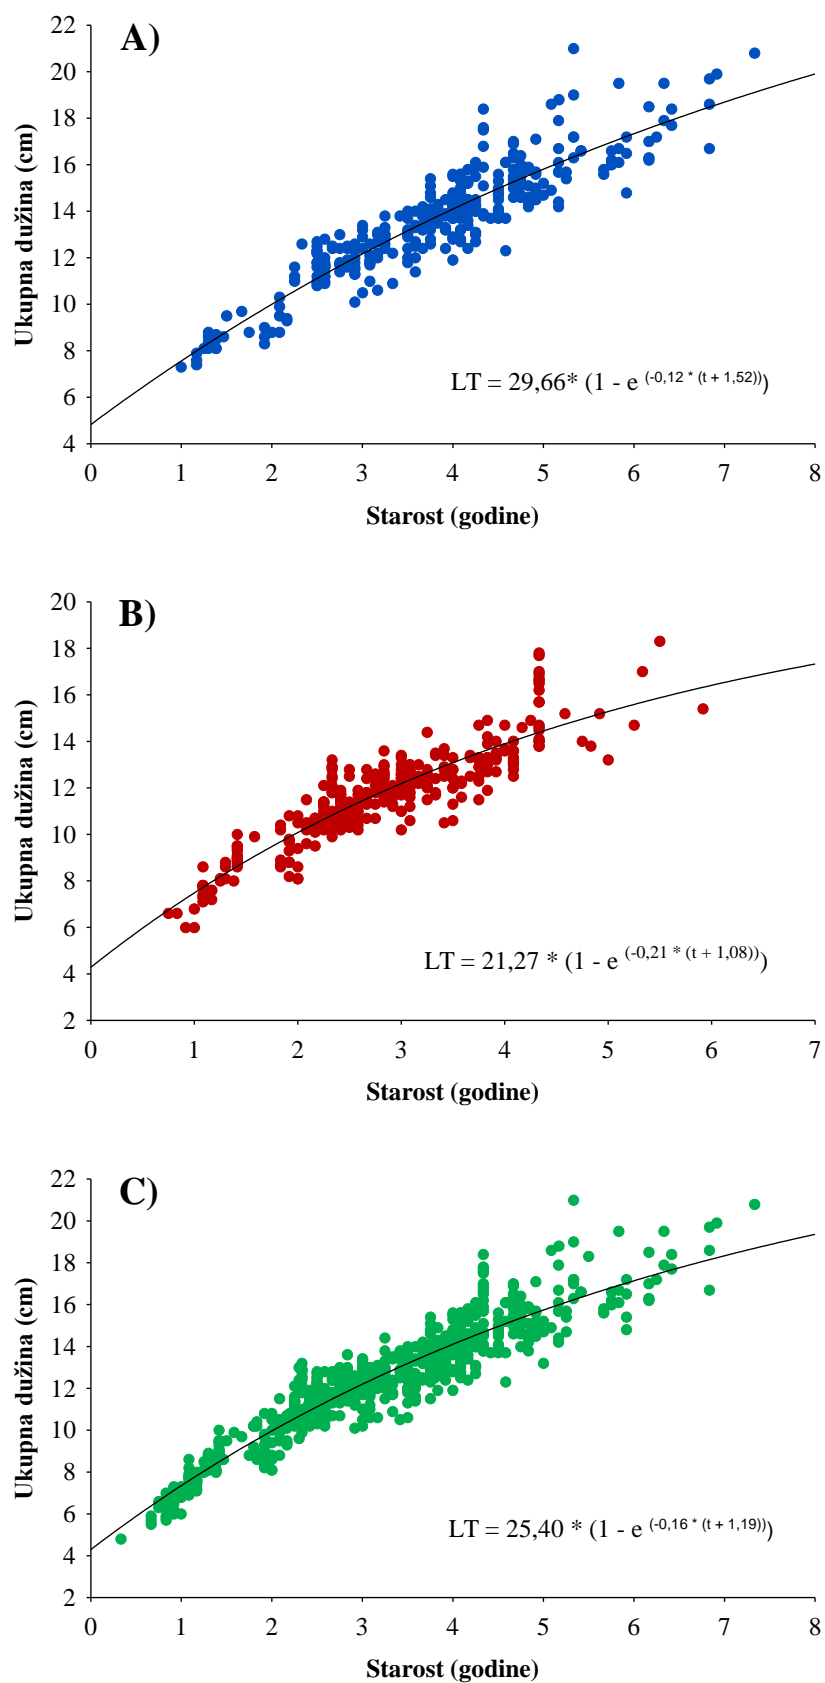 A)
22
20
18
16
14
12
10
8
6
4
Ukupna dužina (cm)
0 1 2 3 4 5 6 7 8
Starost (godine)
LT = 29,66* (1 - e (-0,12 * (t + 1,52)))
B)
20
18
16
14
12
10
8
6
4
2
Ukupna dužina (cm)
0 1 2 3 4 5 6 7
Starost (godine)
LT = 21,27 * (1 - e (-0,21 * (t + 1,08)))
C)
22
20
18
16
14
12
10
8
6
4
2
Ukupna dužina (cm)
0 1 2 3 4 5 6 7 8
Starost (godine)
LT = 25,40 * (1 - e (-0,16 * (t + 1,19)))